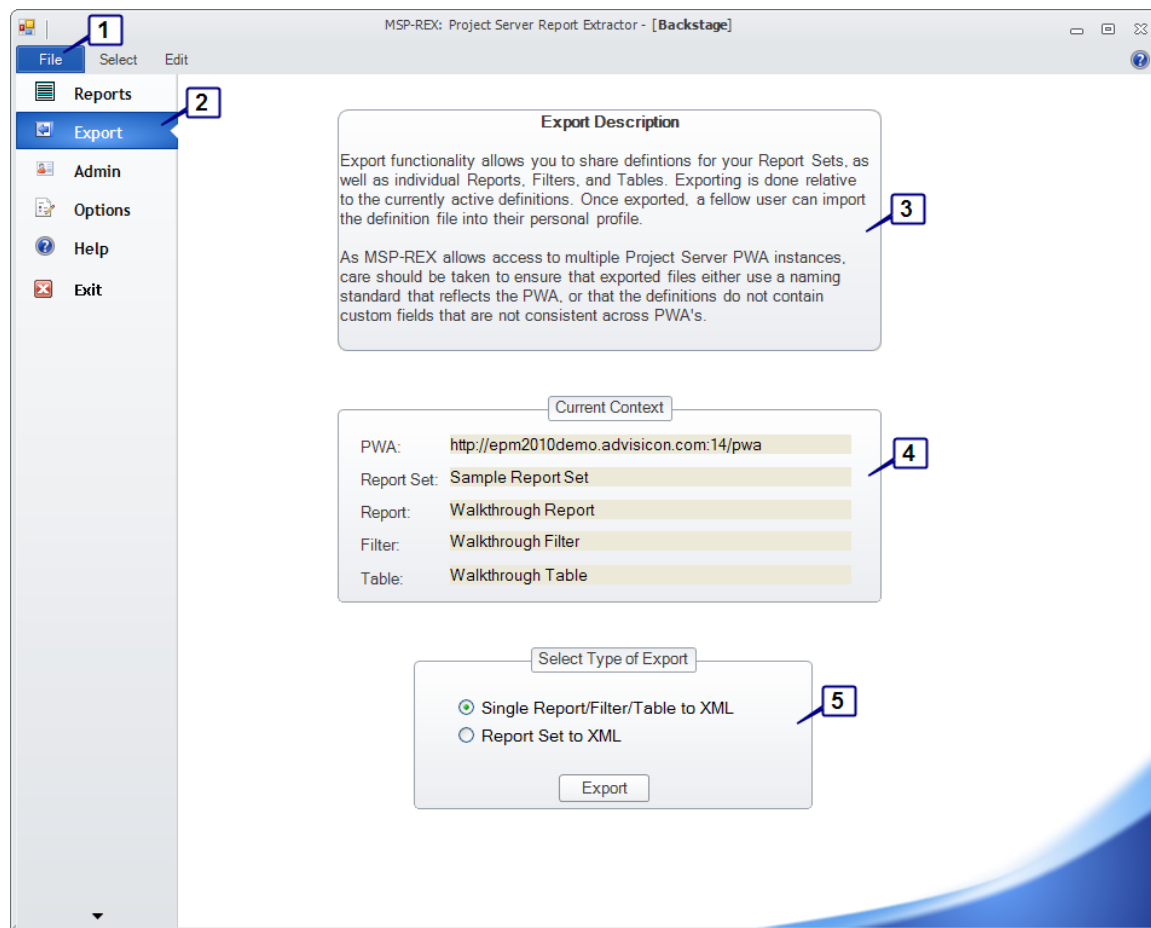 MSP-REX: Project Server Report Extractor - [Backstage]
1
File Select Edit
Reports
2
Export
Admin
Options
Help
Exit
Export Description
Export functionality allows you to share defintions for your Report Sets, as
well as individual Reports, Filters, and Tables. Exporting is done relative
to the currently active definitions. Once exported, a fellow user can import
the definition file into their personal profile.
3
As MSP-REX allows access to multiple Project Server PWA instances,
care should be taken to ensure that exported files either use a naming
standard that reflects the PWA, or that the definitions do not contain
custom fields that are not consistent across PWA's.
Current Context
PWA: http://epm2010demo.advisicon.com:14/pwa
4
Report Set: Sample Report Set
Report: Walkthrough Report
Filter: Walkthrough Filter
Table: Walkthrough Table
Select Type of Export
Single Report/Filter/Table to XML
5
Report Set to XML
Export